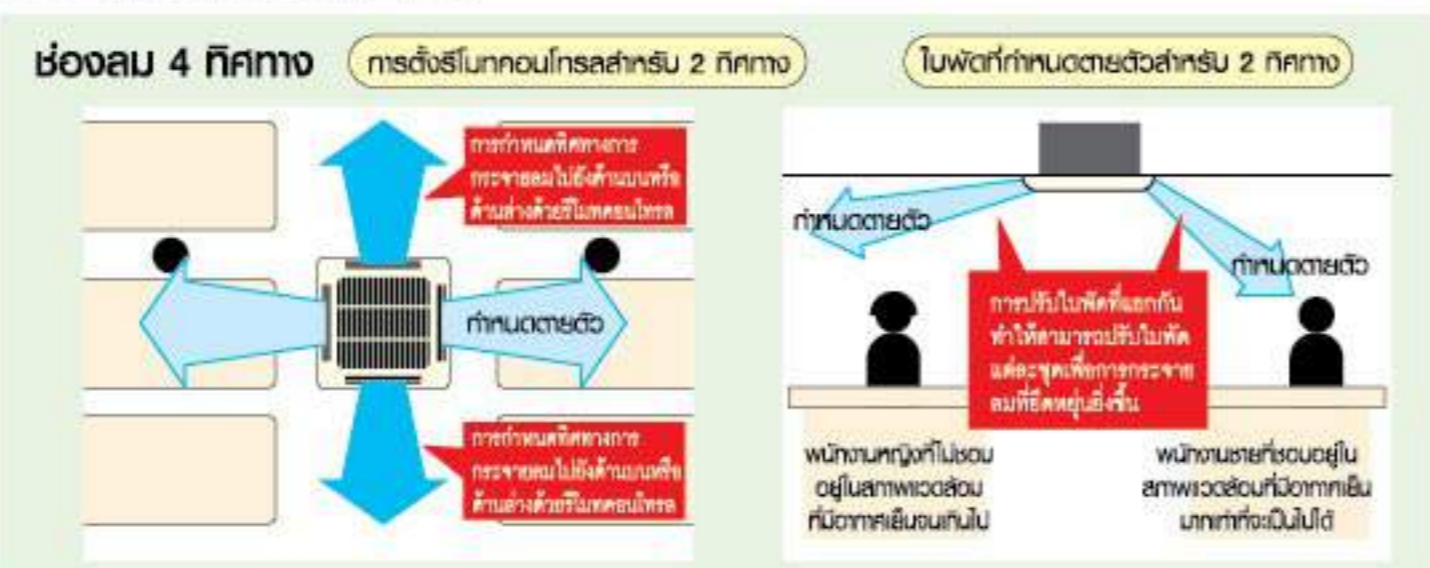 ช่องลม 4 ทิศทาง
การตั้งรีโมทคอนโทรลสำหรับ 2 ทิศทาง
ใบพัดที่กำหนดตายตัวสำหรับ 2 ทิศทาง
การกำหนดทิศทางการ
กระจายลมไปยังด้านบนหรือ
ด้านล่างด้วยรีโมทคอนโทรล
กำหนดตายตัว
การกำหนดทิศทางการ
กระจายลมไปยังด้านบนหรือ
ด้านล่างด้วยรีโมทคอนโทรล
กำหนดตายตัว
กำหนดตายตัว
การปรับใบพัดที่แยกกัน
ทำให้สามารถปรับใบพัด
แต่ละชุดเพื่อการกระจาย
ลมที่ยืดหยุ่นยิ่งขึ้น
พนักงานหญิงที่ไม่ชอบ
อยู่ในสภาพแวดล้อม
ที่มีอากาศเย็นจนเกินไป
พนักงานชายที่ชอบอยู่ใน
สภาพแวดล้อมที่มีอากาศเย็น
มากเท่าที่จะเป็นไปได้